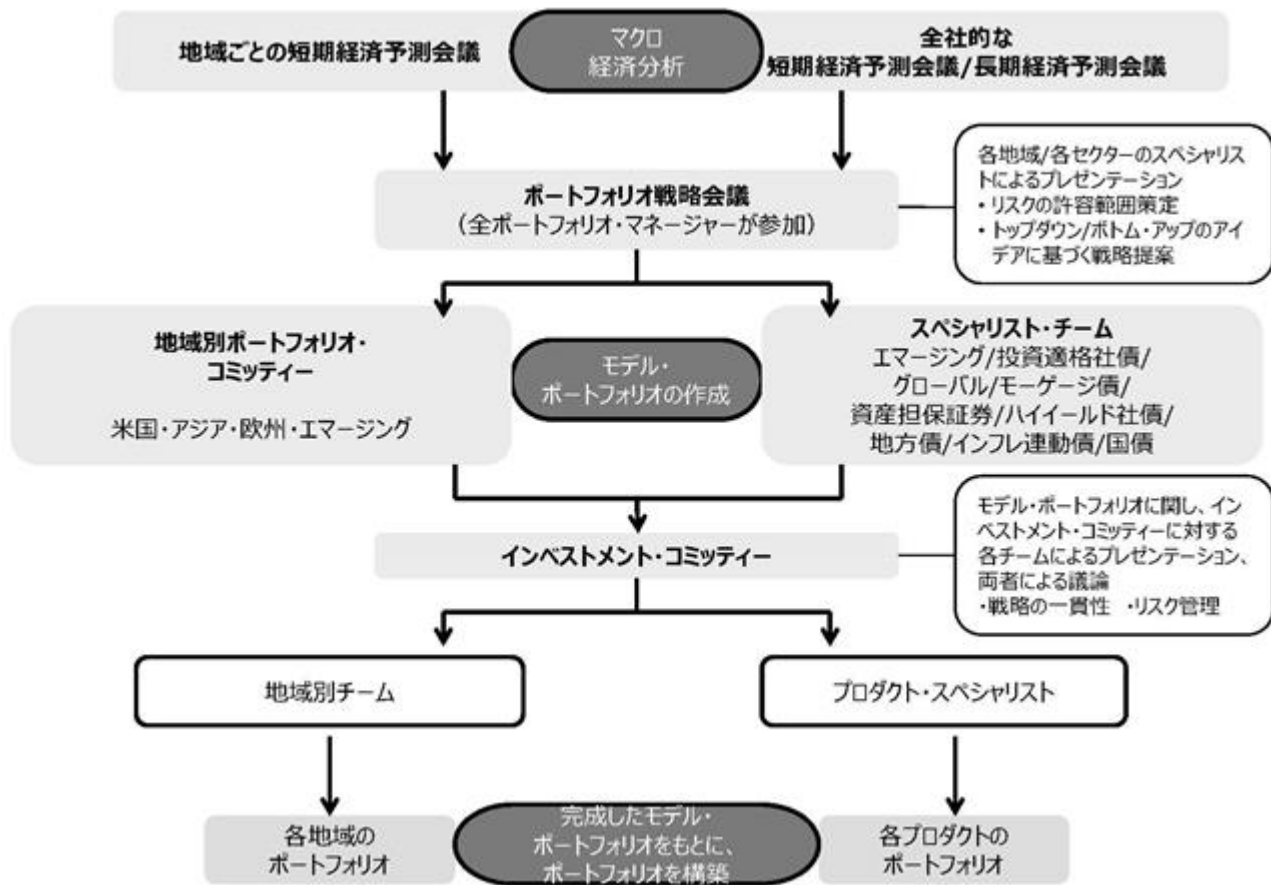 地域ごとの短期経済予測会議
マクロ
経済分析
全社的な
短期経済予測会議/長期経済予測会議
各地域/各セクターのスペシャリス
トによるプレゼンテーション
• リスクの許容範囲策定
• トップダウン/ボトム・アップのアイ
デアに基づく戦略提案
ポートフォリオ戦略会議
（全ポートフォリオ・マネージャーが参加）
地域別ポートフォリオ・
コミッティー
米国・アジア・欧州・エマージング
モデル・
ポートフォリオの作成
スペシャリスト・チーム
エマージング/投資適格社債/
グローバル/モーゲージ債/
資産担保証券/ハイイールド社債/
地方債/インフレ連動債/国債
モデル・ポートフォリオに関し、イン
ベストメント・コミッティーに対する
各チームによるプレゼンテーション、
両者による議論
・戦略の一貫性 ・リスク管理
インベストメント・コミッティー
地域別チーム
プロダクト・スペシャリスト
各地域の
ポートフォリオ
完成したモデル・
ポートフォリオをもとに、
ポートフォリオを構築
各プロダクトの
ポートフォリオ